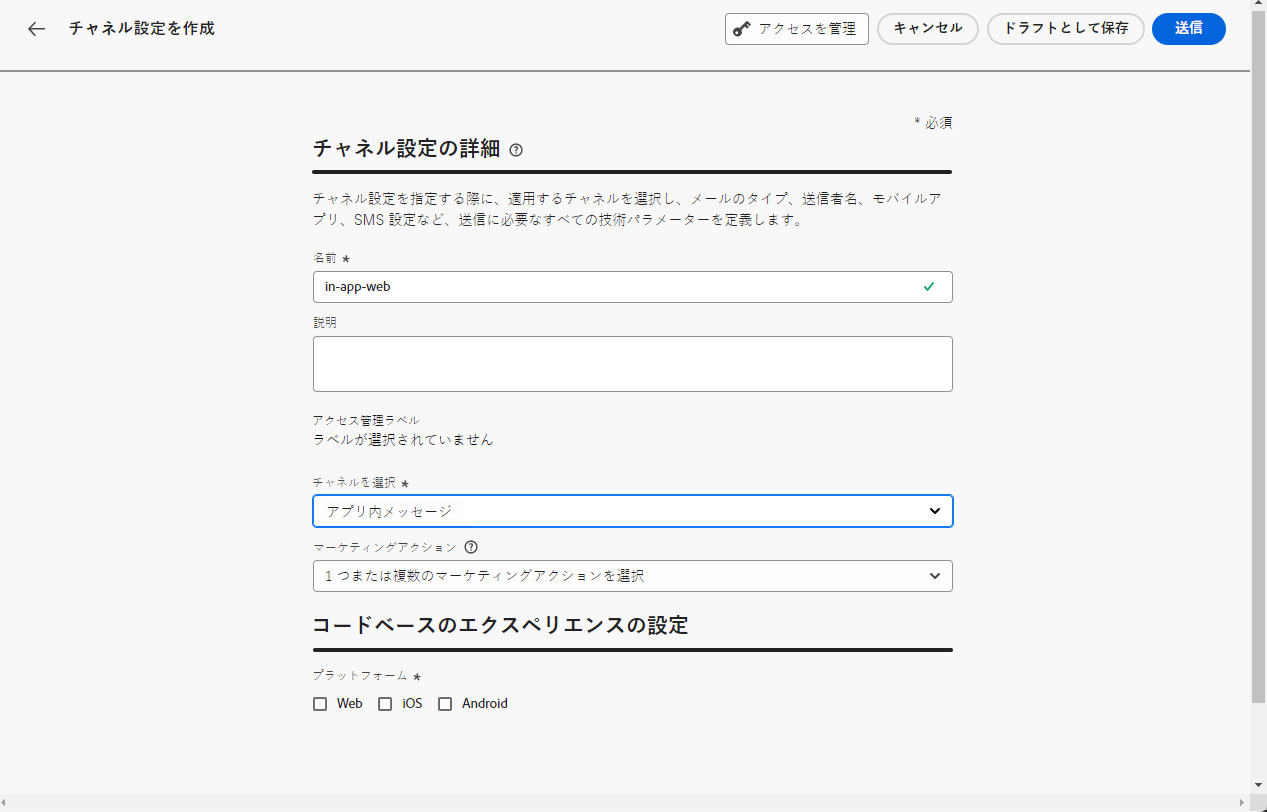 チャネル設定を作成
アクセスを管理
キャンセル
ドラフトとして保存
送信
* 必須
チャネル設定の詳細
チャネル設定を指定する際に、適用するチャネルを選択し、メールのタイプ、送信者名、モバイルア
プリ、SMS 設定など、送信に必要なすべての技術パラメーターを定義します。
名前 *
in-app-web
説明
アクセス管理ラベル
ラベルが選択されていません
チャネルを選択 *
アプリ内メッセージ
マーケティングアクション
1 つまたは複数のマーケティングアクションを選択
コードベースのエクスペリエンスの設定
プラットフォーム *
Web iOS Android